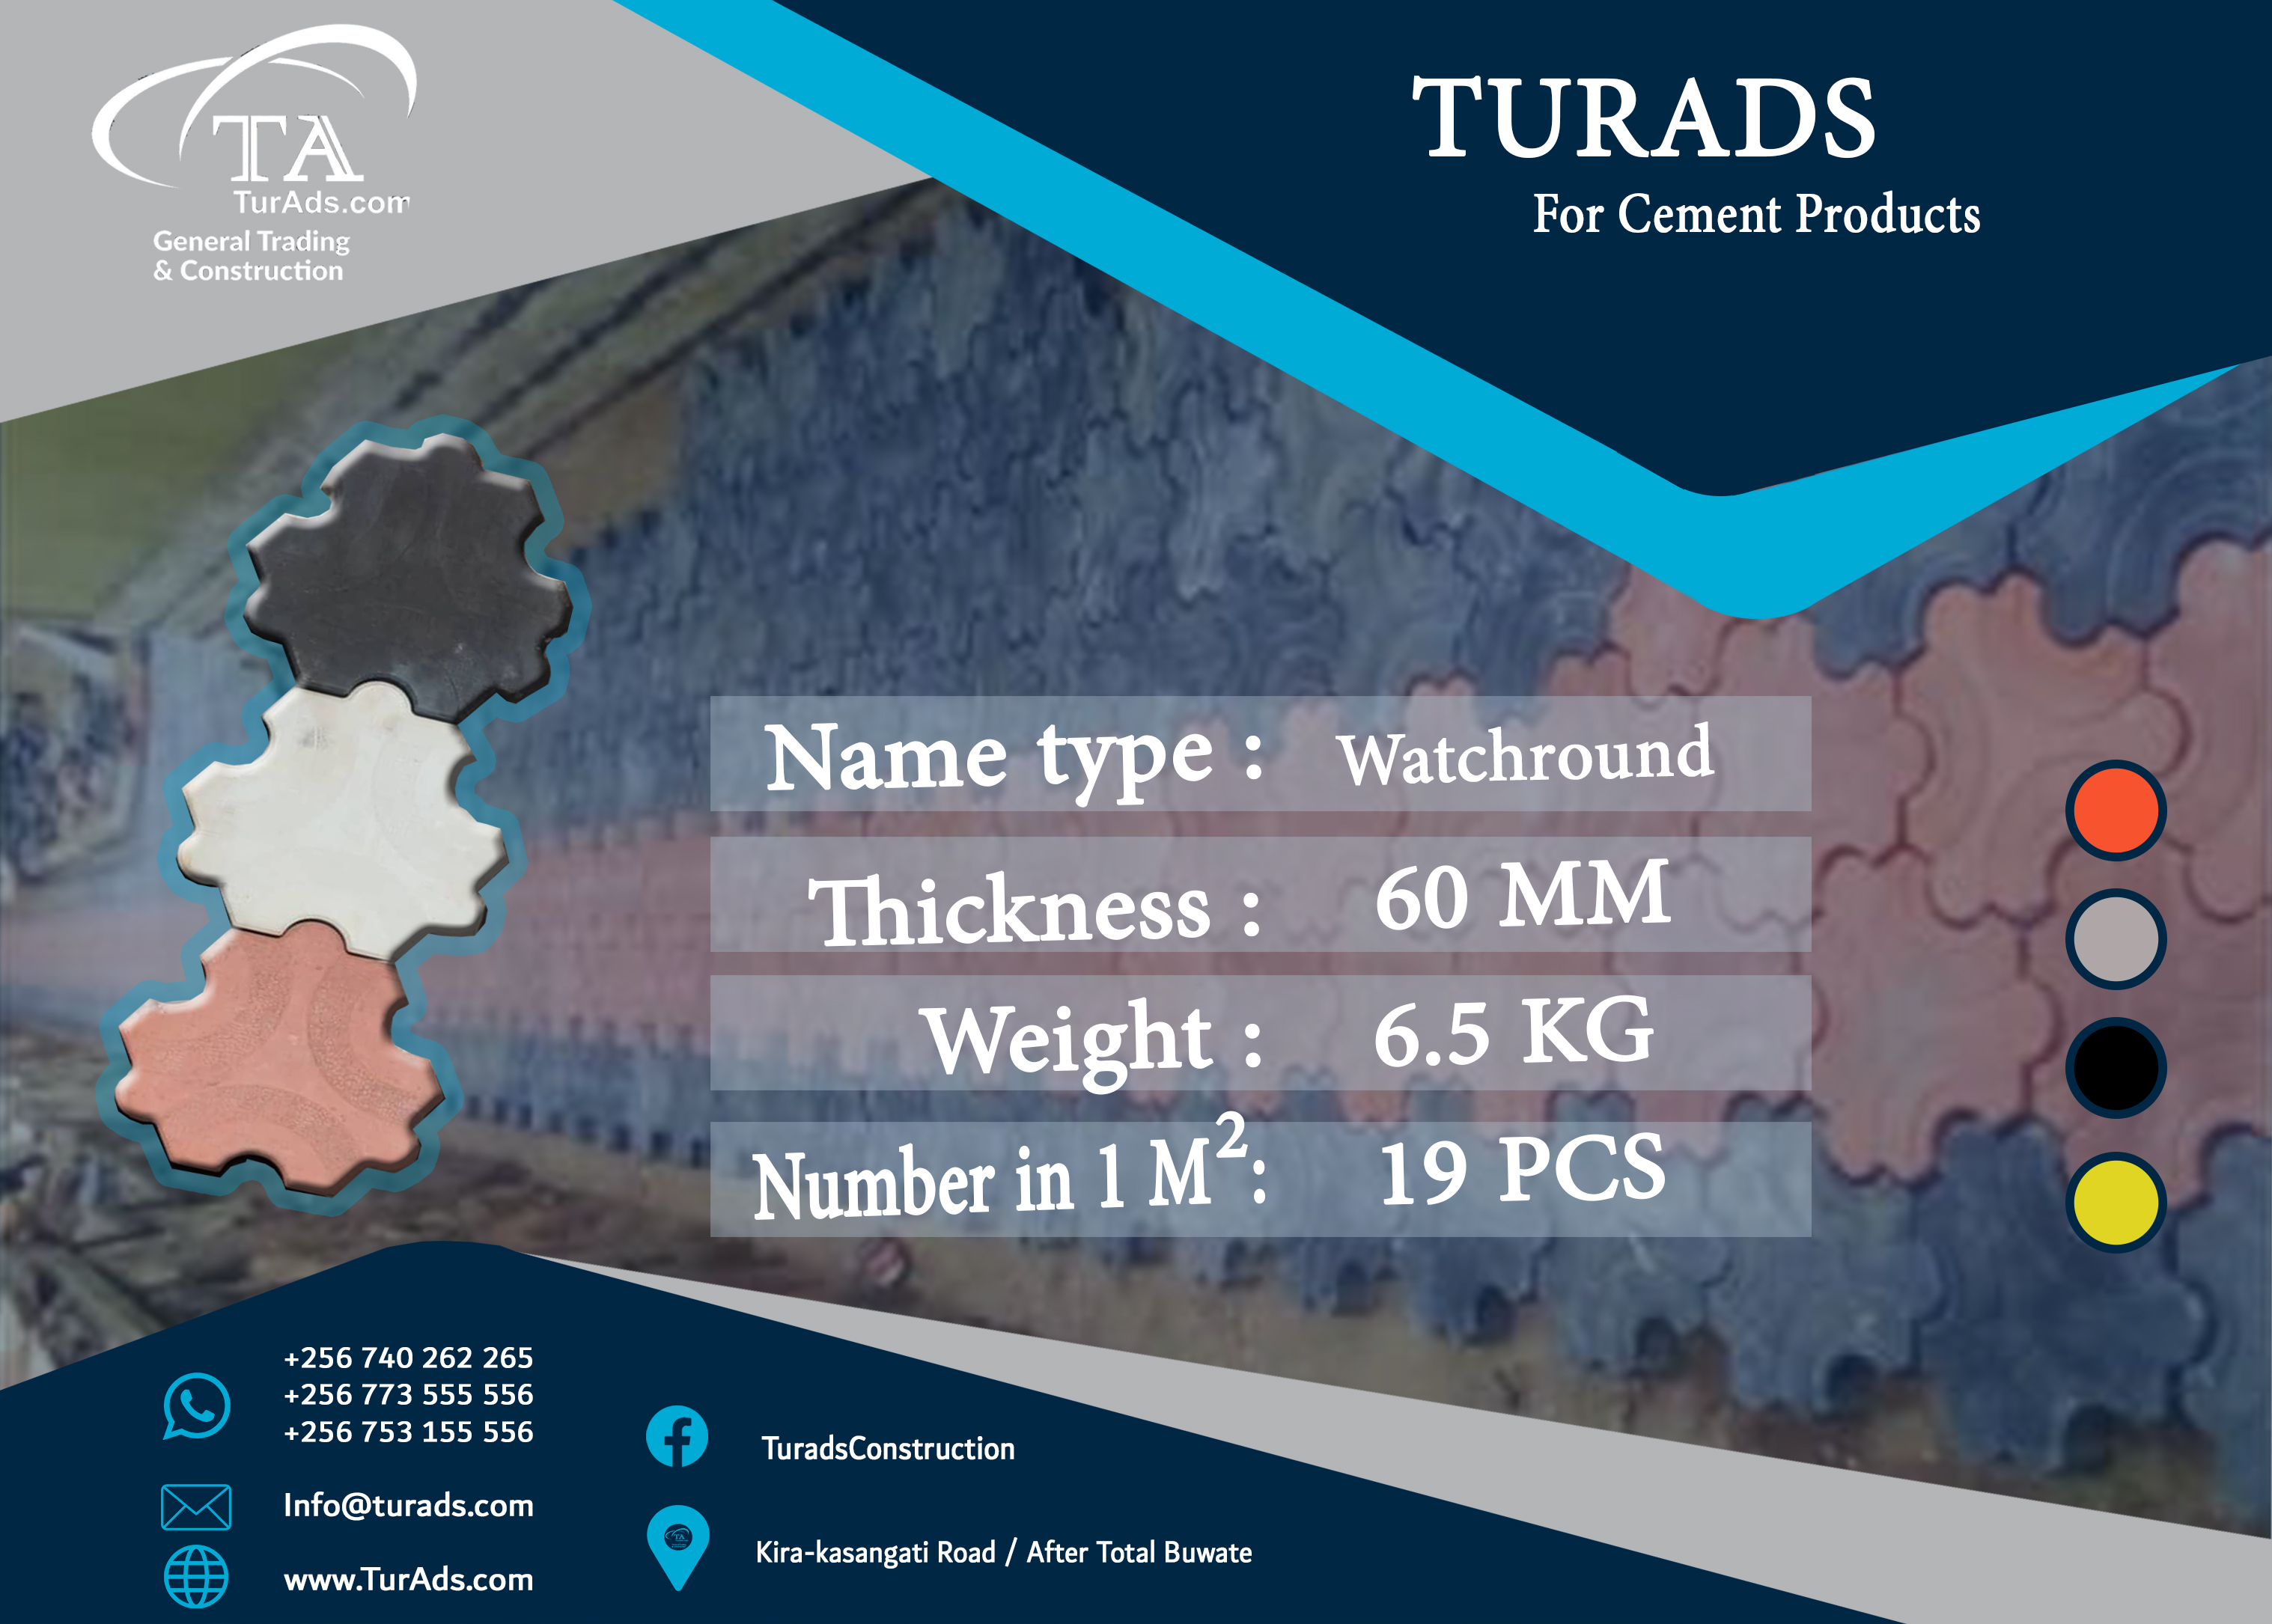 TA
TurAds.com
General Trading
& Construction
TURADS
For Cement Products
Name type : Watchround
Thickness : 60 MM
Weight : 6.5 KG
Number in 1 M²: 19 PCS
+256 740 262 265
+256 773 555 556
+256 753 155 556
Info@turads.com
www.TurAds.com
TuradsConstruction
Kira-kasangati Road / After Total Buwate